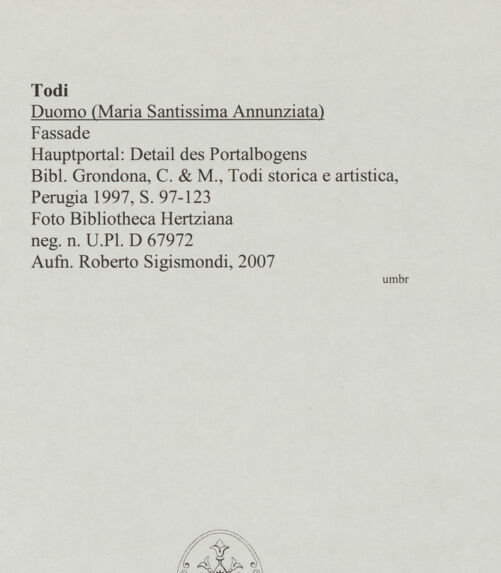 Todi
Duomo (Maria Santissima Annunziata)
Fassade
Hauptportal: Detail des Portalbogens
Bibl. Grondona, C. & M., Todi storica e artistica,
Perugia 1997, S. 97-123
Foto Bibliotheca Hertziana
neg. n. U.Pl. D 67972
Aufn. Roberto Sigismondi, 2007
umbr